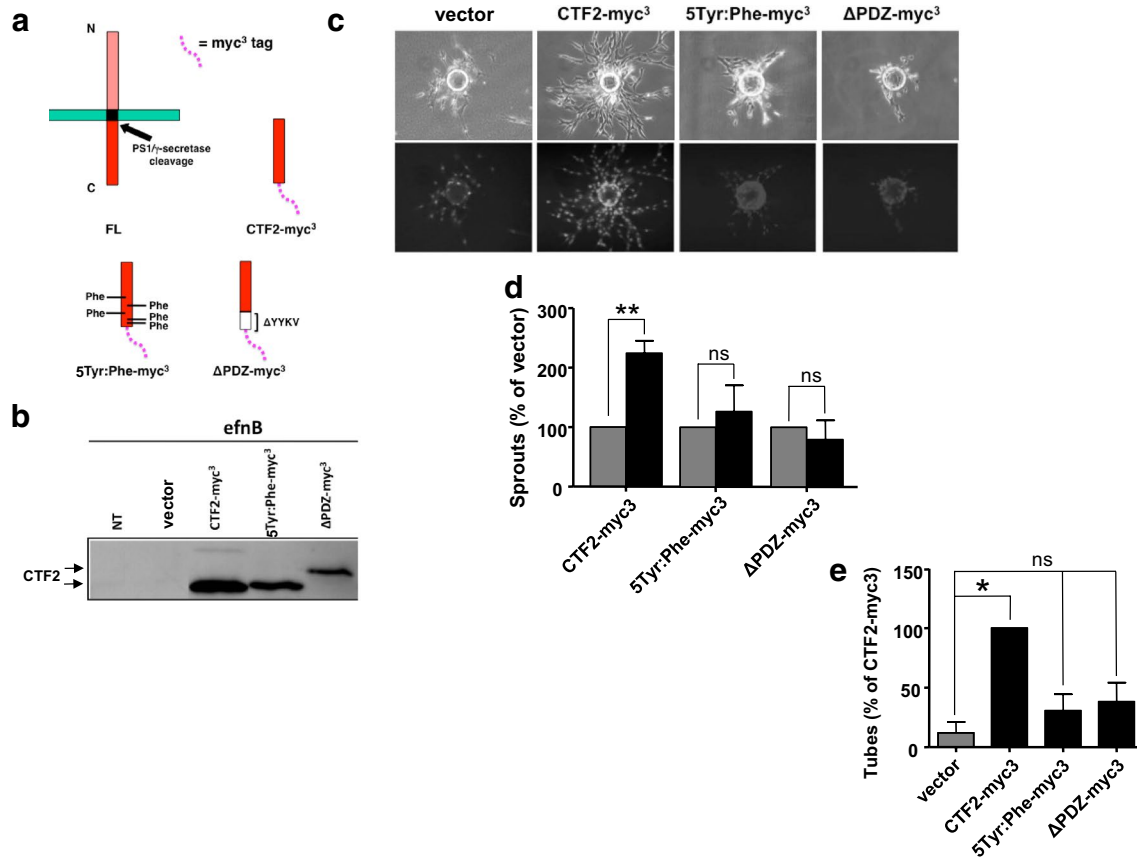 a
N
= myc³ tag
PS1/γ-secretase
cleavage
C
FL
CTF2-myc³
Phe
Phe
Phe
Phe
Phe
ΔYYKV
5Tyr:Phe-myc³
ΔPDZ-myc³
b
efnB
NT
vector
CTF2-myc³
5Tyr:Phe-myc³
ΔPDZ-myc³
CTF2
c
vector
CTF2-myc³
5Tyr:Phe-myc³
ΔPDZ-myc³
d
Sprouts (% of vector)
300
200
100
0
**
ns
ns
CTF2-myc3
5Tyr:Phe-myc3
ΔPDZ-myc3
e
Tubes (% of CTF2-myc3)
150
100
50
0
ns
*
vector
CTF2-myc3
5Tyr:Phe-myc3
ΔPDZ-myc3